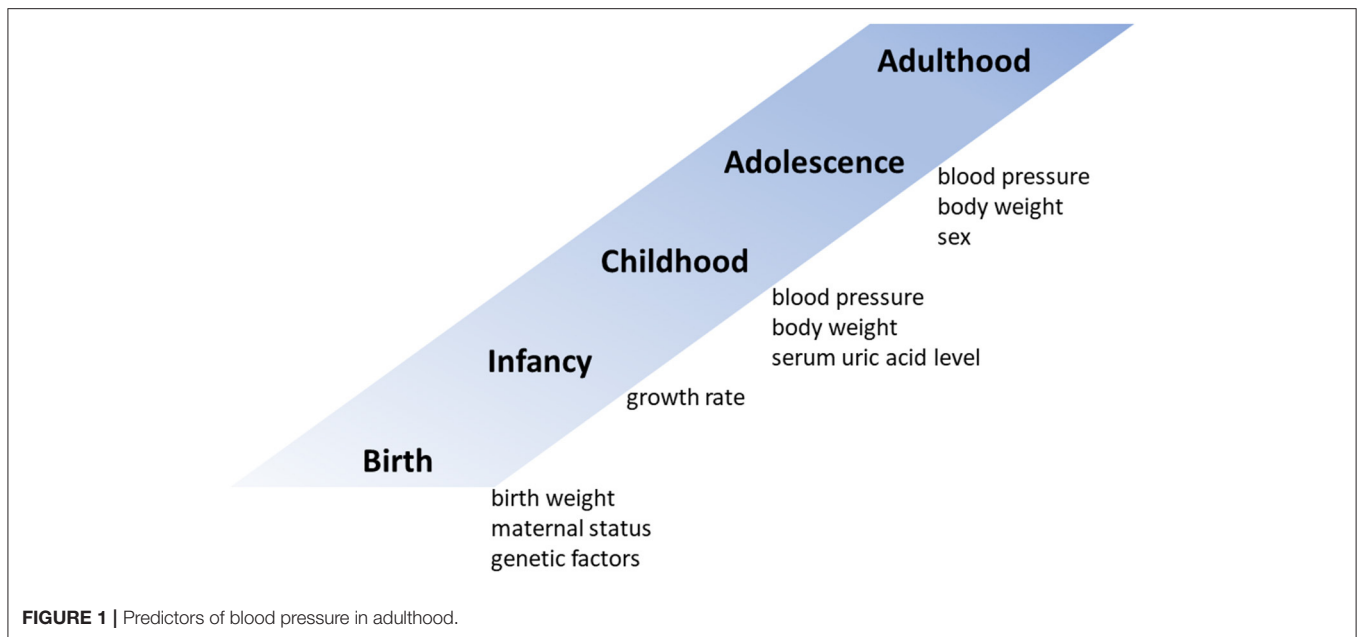 Adulthood
Adolescence
blood pressure
body weight
sex
Childhood
blood pressure
body weight
serum uric acid level
Infancy
growth rate
Birth
birth weight
maternal status
genetic factors
FIGURE 1 | Predictors of blood pressure in adulthood.